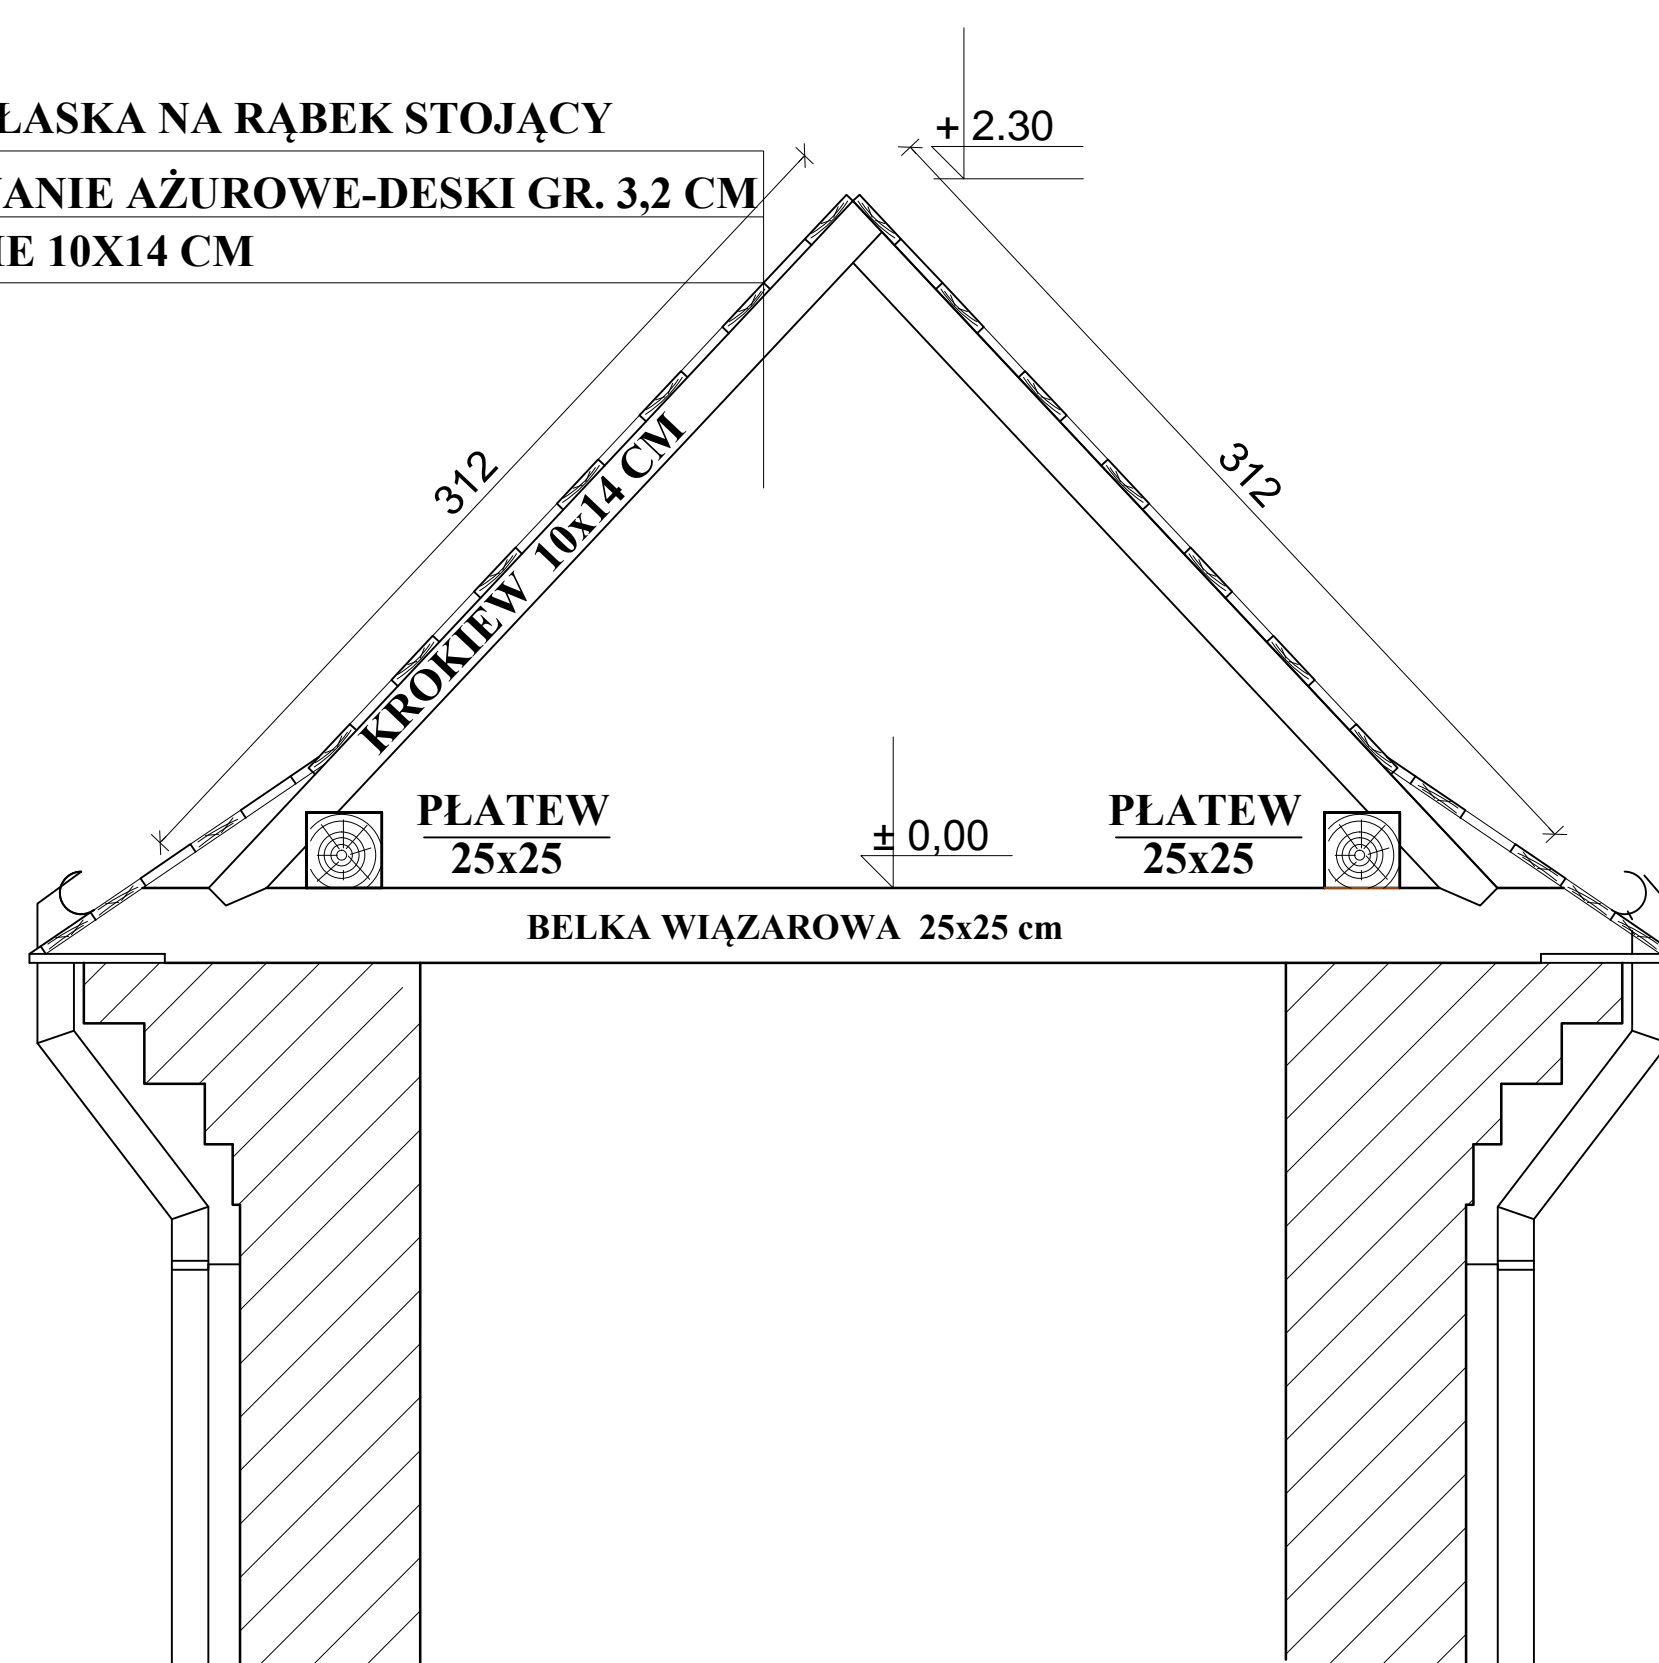 ŁASKA NA RĄBEK STOJĄCY
+ 2.30
ANIE AŻUROWE-DESKI GR. 3,2 CM
IE 10X14 CM
312
312
KROKIEW 10x14 CM
PŁATEW
25x25
± 0,00
PŁATEW
25x25
BELKA WIĄZAROWA 25x25 cm